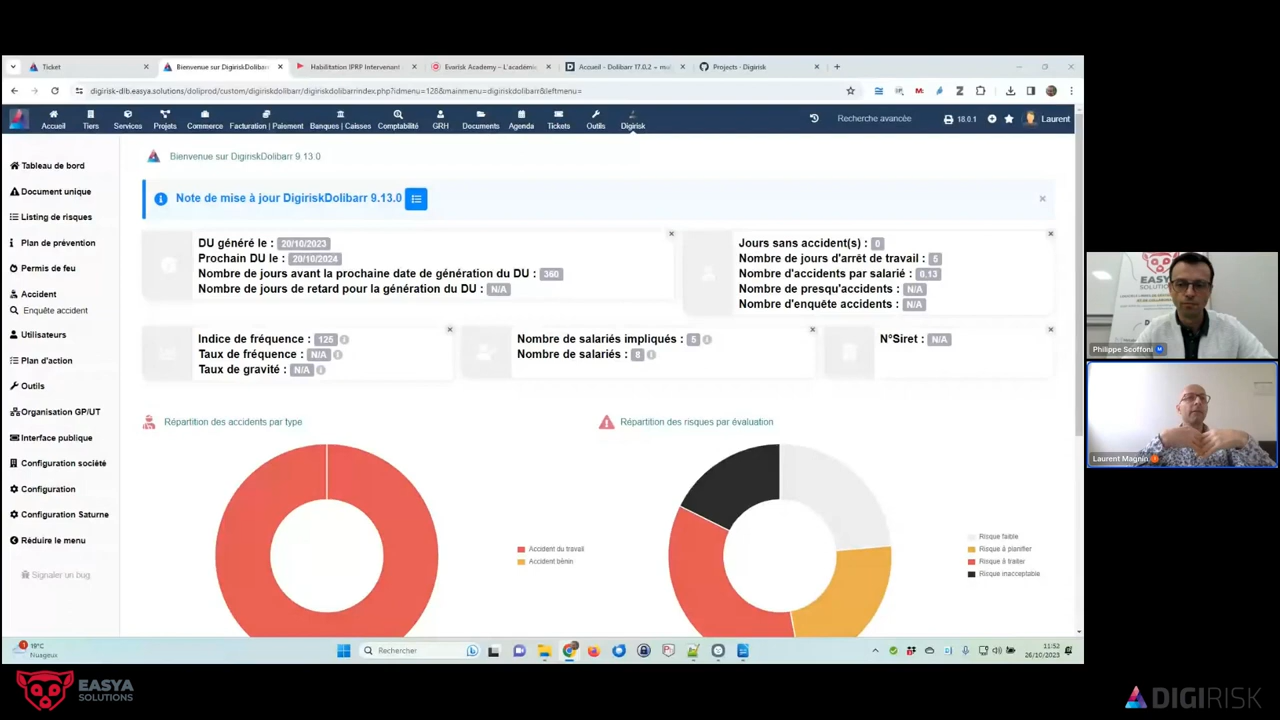 Ticket
Bienvenue sur DigiriskDolibarr
Habilitation IPRP Intervenant
Evarisk Academy – L'académie
Accueil - Dolibarr 17.0.2
Projects - Digirisk
digirisk-dlb.easya.solutions/doliprod/custom/digiriskdolibarr/digiriskdolibarrindex.php?idmenu=128&mainmenu=digiriskdolibarr&leftmenu=
Accueil
Tiers
Services
Projets
Commerce
Facturation | Paiement
Banques | Caisses
Comptabilité
GRH
Documents
Agenda
Tickets
Outils
Digirisk
Recherche avancée
18.0.1
Laurent
Tableau de bord
Document unique
Listing de risques
Plan de prévention
Permis de feu
Accident
Enquête accident
Utilisateurs
Plan d'action
Outils
Organisation GP/UT
Interface publique
Configuration société
Configuration
Configuration Saturne
Réduire le menu
Signaler un bug
Bienvenue sur DigiriskDolibarr 9.13.0
Note de mise à jour DigiriskDolibarr 9.13.0
DU généré le : 20/10/2023
Prochain DU le : 20/10/2024
Nombre de jours avant la prochaine date de génération du DU : 360
Nombre de jours de retard pour la génération du DU : N/A
Jours sans accident(s) : 0
Nombre de jours d'arrêt de travail : 5
Nombre d'accidents par salarié : 0,13
Nombre de presqu'accidents : N/A
Nombre d'enquête accidents : N/A
Indice de fréquence : 125
Taux de fréquence : N/A
Taux de gravité : N/A
Nombre de salariés impliqués : 5
Nombre de salariés : 8
N°Siret : N/A
Répartition des accidents par type
Accident du travail
Accident bénin
Répartition des risques par évaluation
Risque faible
Risque à planifier
Risque à traiter
Risque inacceptable
19°C
Nuageux
Rechercher
11:52
26/10/2023
EASYA
Philippe Scoffoni
Laurent Magnin
EASYA
SOLUTIONS
DIGIRISK